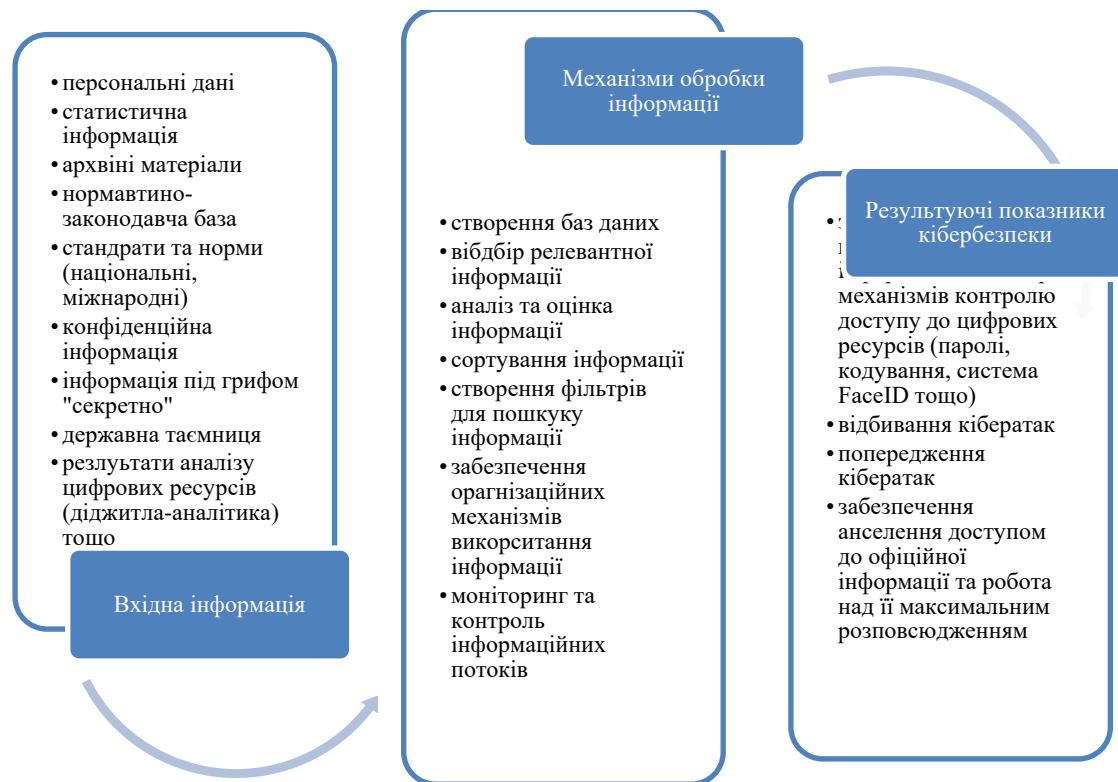 • персональні дані
• статистична
інформація
• архвіні матеріали
• нормавтино-
законодавча база
• стандрати та норми
(національні,
міжнародні)
• конфіденційна
інформація
• інформація під грифом
"секретно"
• державна таємниця
• резлуьтати аналізу
цифрових ресурсів
(діджитла-аналітика)
тощо
Вхідна інформація
Механізми обробки
інформації
• створення баз даних
• вібдбір релевантної
інформації
• аналіз та оцінка
інформації
• сортування інформації
• створення фільтрів
для пошкуку
інформації
• забезпечення
орагнізаційних
механізмів
викорситання
інформації
• моніторинг та
контроль
інформаційних
потоків
Результуючі показники
кібербезпеки
механізмів контролю
доступу до цифрових
ресурсів (паролі,
кодування, система
FaceID тощо)
• відбивання кібератак
• попередження
кібератак
• забезпечення
анселення доступом
до офіційної
інформації та робота
над її максимальним
розповсюдженням